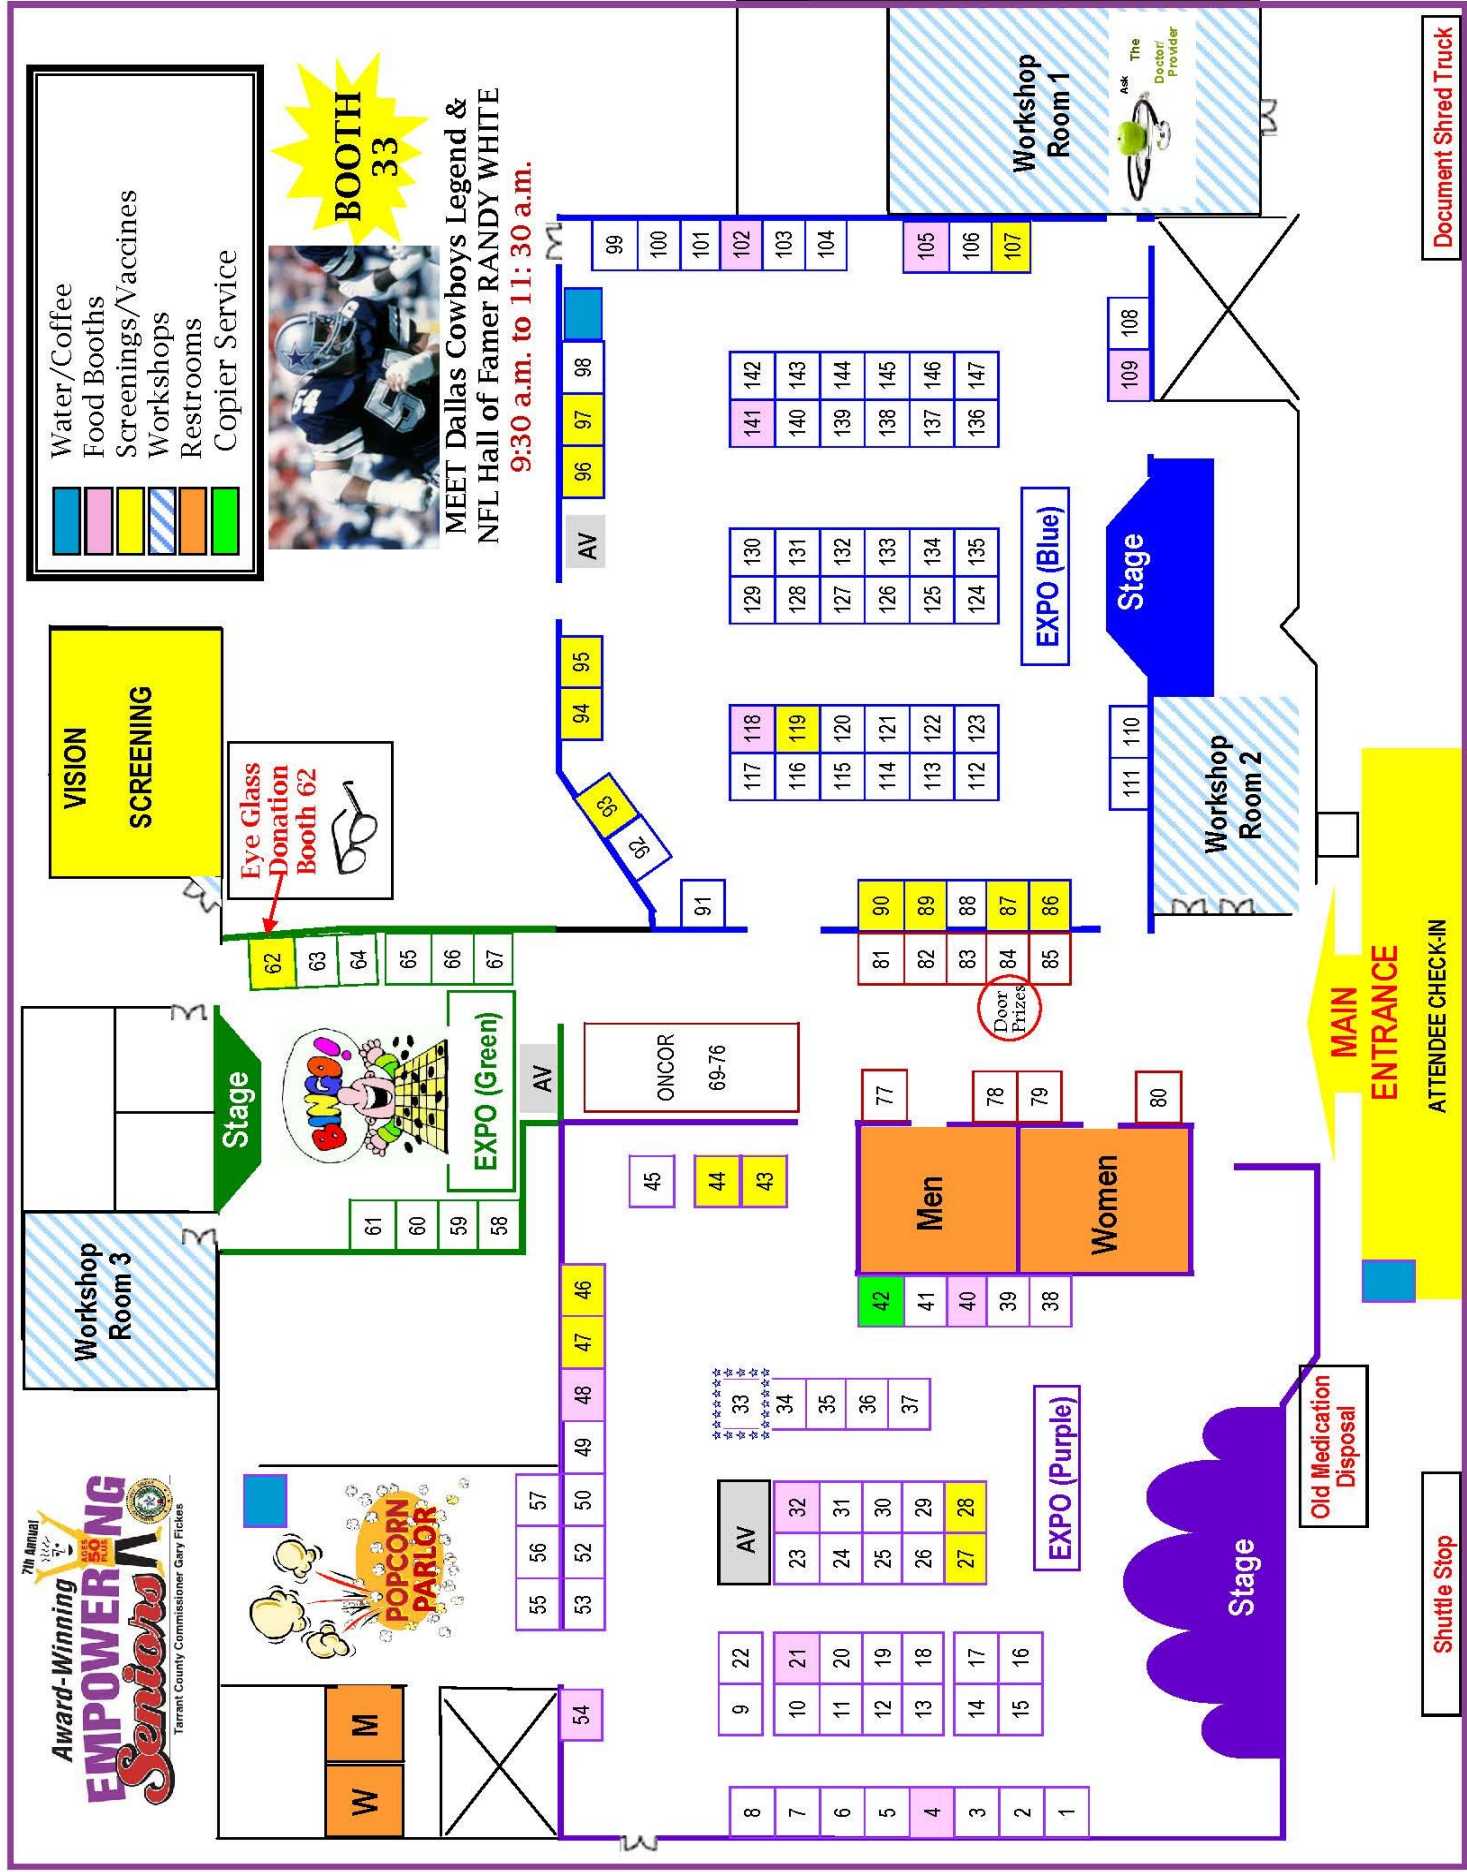 7th Annual
Award-Winning
EMPOWERING
AGES
50
PLUS
Seniors
Tarrant County Commissioner Gary Fickes
Workshop
Room 3
Stage
BINGO!
EXPO (Green)
VISION
SCREENING
Eye Glass
Donation
Booth 62
Water/Coffee
Food Booths
Screenings/Vaccines
Workshops
Restrooms
Copier Service
BOOTH
33
MEET Dallas Cowboys Legend &
NFL Hall of Famer RANDY WHITE
9:30 a.m. to 11: 30 a.m.
54
5
W
M
POPCORN
PARLOR
55 56 57
53 52 50 49 48 47 46
54
61
60
59
58
62
63
64
65
66
67
AV
ONCOR
69-76
45
44
43
91
92
93
94 95
AV
96 97 98
99
100
101
102
103
104
105
106
107
Workshop
Room 1
Ask
The
Doctor/
Provider
8
7
6
5
4
3
2
1
9 22
10 21
11 20
12 19
13 18
14 17
15 16
AV
23 32
24 31
25 30
26 29
27 28
33
34
35
36
37
42
41
40
39
38
Men
Women
77
78
79
80
81 90
82 89
83 88
84 87
85 86
Door
Prizes
117 118
116 119
115 120
114 121
113 122
112 123
129 130
128 131
127 132
126 133
125 134
124 135
141 142
140 143
139 144
138 145
137 146
136 147
EXPO (Purple)
EXPO (Blue)
111 110
109 108
Stage
Stage
Workshop
Room 2
Old Medication
Disposal
MAIN
ENTRANCE
ATTENDEE CHECK-IN
Shuttle Stop
Document Shred Truck